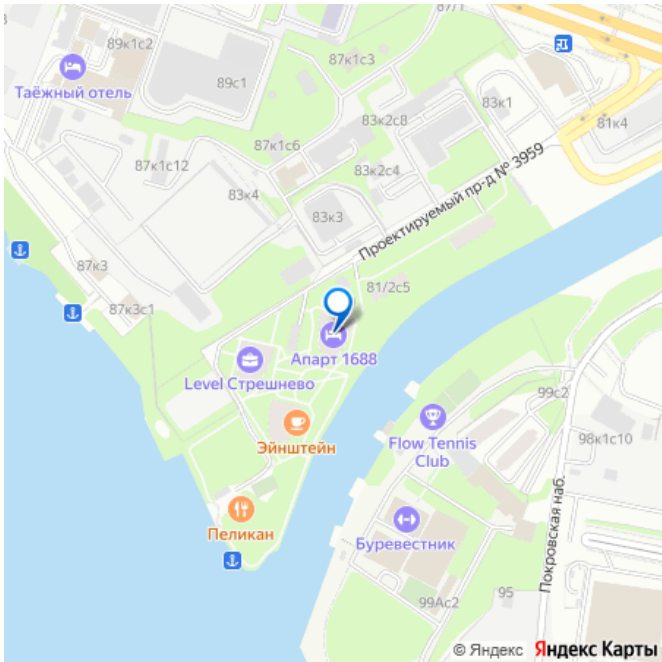 87/1
89к1с2
87к1с3
Таёжный отель
89с1
83к1
81к4
83к2с8
87к1с6
87к1с12
83к2с4
83к4
Проектируемый пр-д № 3959
83к3
87к3
81/2с5
87к3с1
Апарт 1688
Level Стрешнево
99с2
Эйнштейн
Flow Tennis
Club
98к1с10
Пеликан
Буревестник
Покровская наб.
95
99Ас2
© Яндекс Яндекс Карты